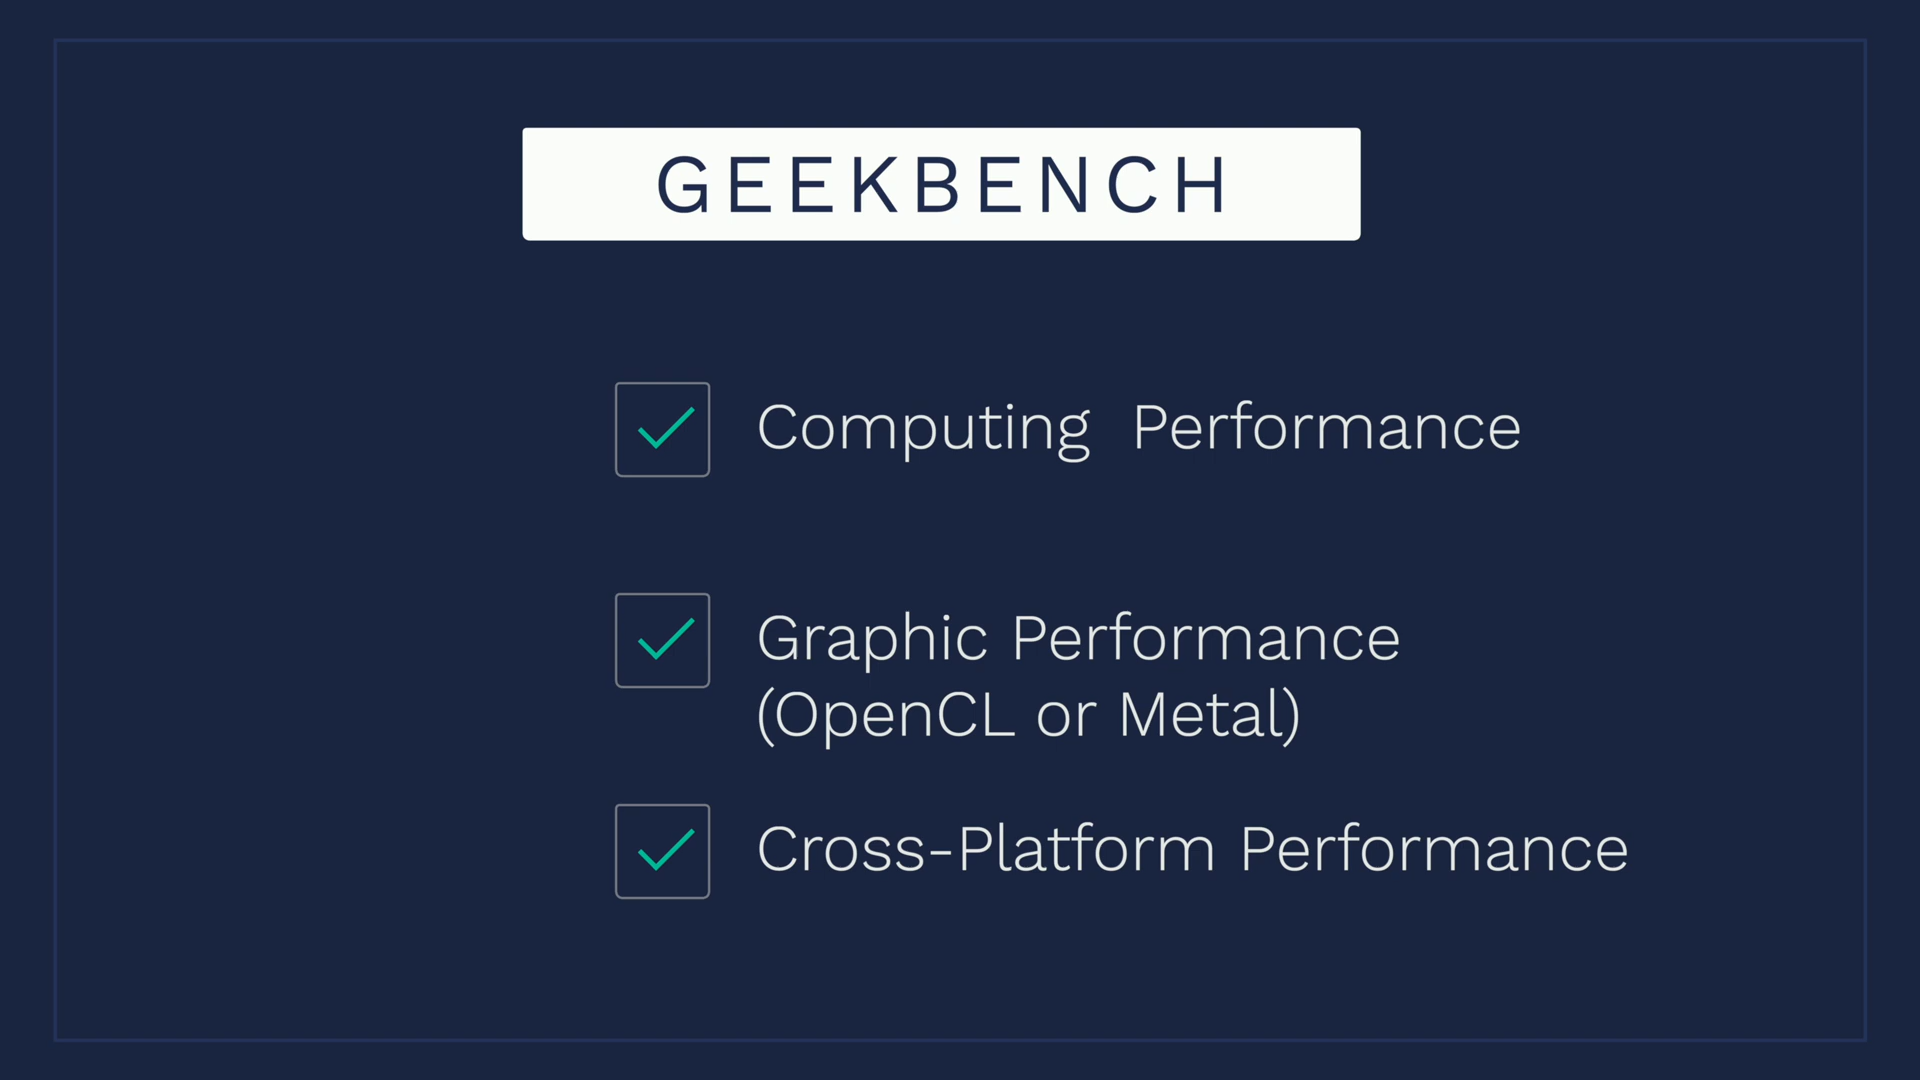 GEEKBENCH
Computing Performance
Graphic Performance
(OpenCL or Metal)
Cross-Platform Performance